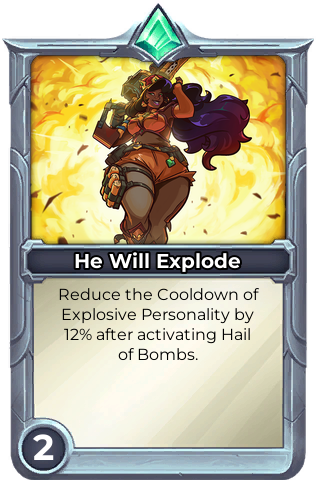 He Will Explode
Reduce the Cooldown of
Explosive Personality by
12% after activating Hail
of Bombs.
2